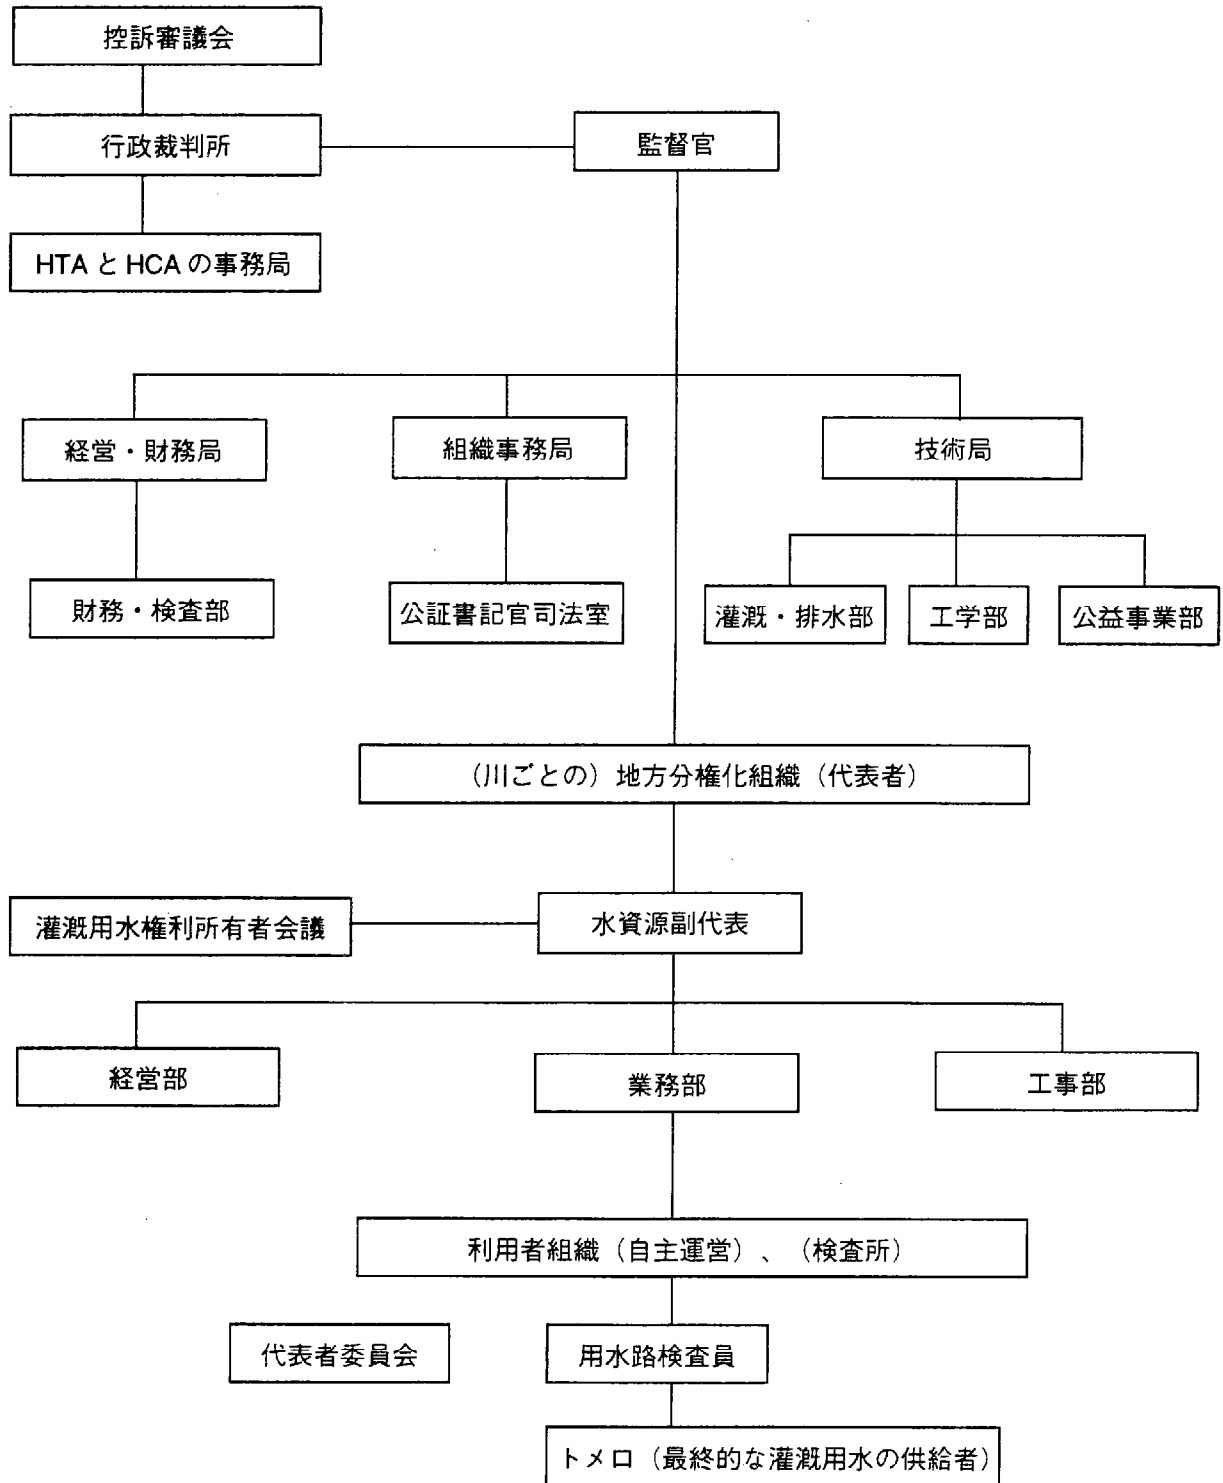 控訴審議会
行政裁判所
監督官
HTAとHCAの事務局
経営・財務局
組織事務局
技術局
財務・検査部
公証書記官司法室
灌漑・排水部
工学部
公益事業部
（川ごとの）地方分権化組織（代表者）
灌漑用水権利所有者会議
水資源副代表
経営部
業務部
工事部
利用者組織（自主運営）、（検査所）
代表者委員会
用水路検査員
トメロ（最終的な灌漑用水の供給者）